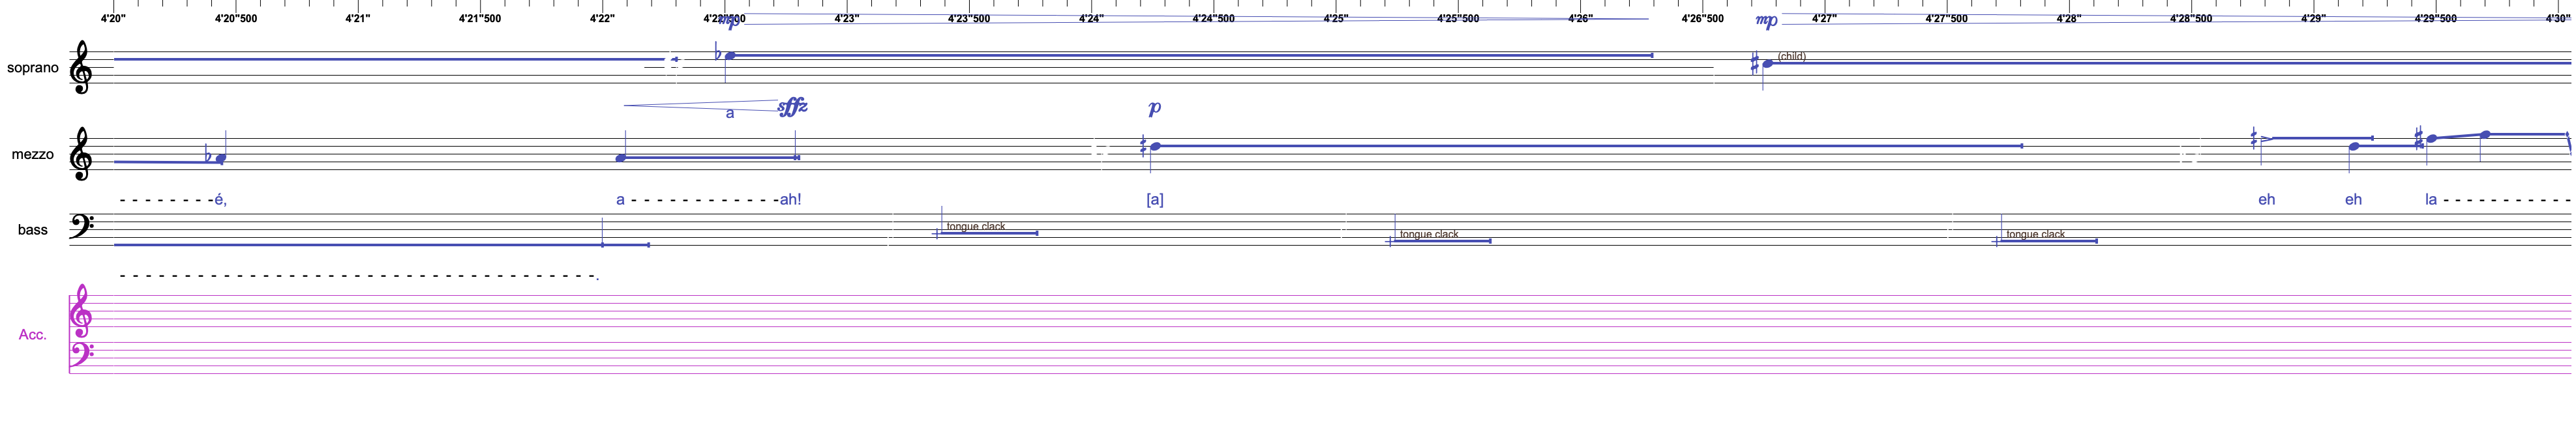 4'20" 4'20"500 4'21" 4'21"500 4'22" 4'22"500 4'23" 4'23"500 4'24" 4'24"500 4'25" 4'25"500 4'26" 4'26"500 4'27" 4'27"500 4'28" 4'28"500 4'29" 4'29"500 4'30"
mp mp
soprano (child)
a sffz p
mezzo
- - - - - - - é, a - - - - - - - - - - - ah! [a] eh eh la - - - - - - - - - -
bass tongue clack tongue clack tongue clack
- - - - - - - - - - - - - - - - - - - - - - - - - - - - - - - - - - - - .
Acc.